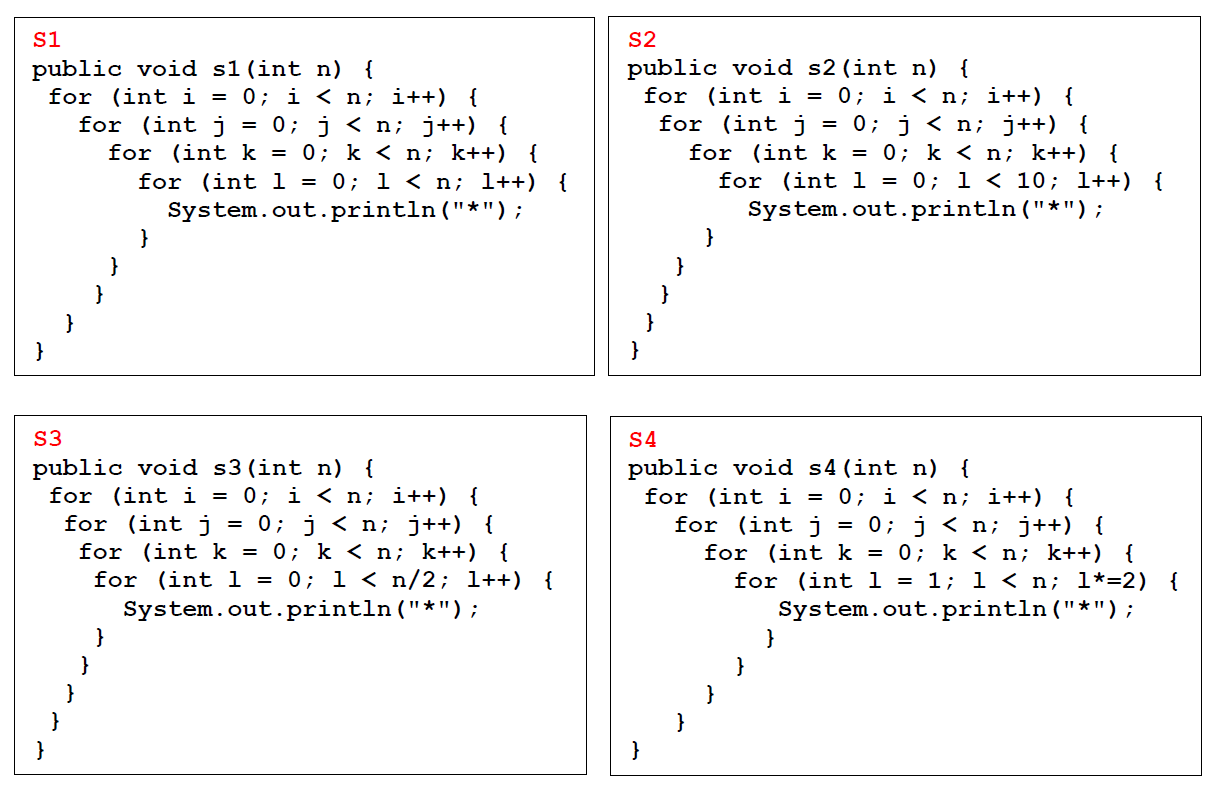 S1
public void s1(int n) {
 for (int i = 0; i < n; i++) {
   for (int j = 0; j < n; j++) {
     for (int k = 0; k < n; k++) {
       for (int l = 0; l < n; l++) {
         System.out.println("*");
       }
     }
    }
  }
}
S2
public void s2(int n) {
 for (int i = 0; i < n; i++) {
  for (int j = 0; j < n; j++) {
    for (int k = 0; k < n; k++) {
      for (int l = 0; l < 10; l++) {
        System.out.println("*");
     }
   }
  }
 }
}
S3
public void s3(int n) {
 for (int i = 0; i < n; i++) {
  for (int j = 0; j < n; j++) {
   for (int k = 0; k < n; k++) {
    for (int l = 0; l < n/2; l++) {
      System.out.println("*");
    }
   }
  }
 }
}
S4
public void s4(int n) {
 for (int i = 0; i < n; i++) {
   for (int j = 0; j < n; j++) {
     for (int k = 0; k < n; k++) {
       for (int l = 1; l < n; l*=2) {
          System.out.println("*");
         }
       }
     }
   }
}